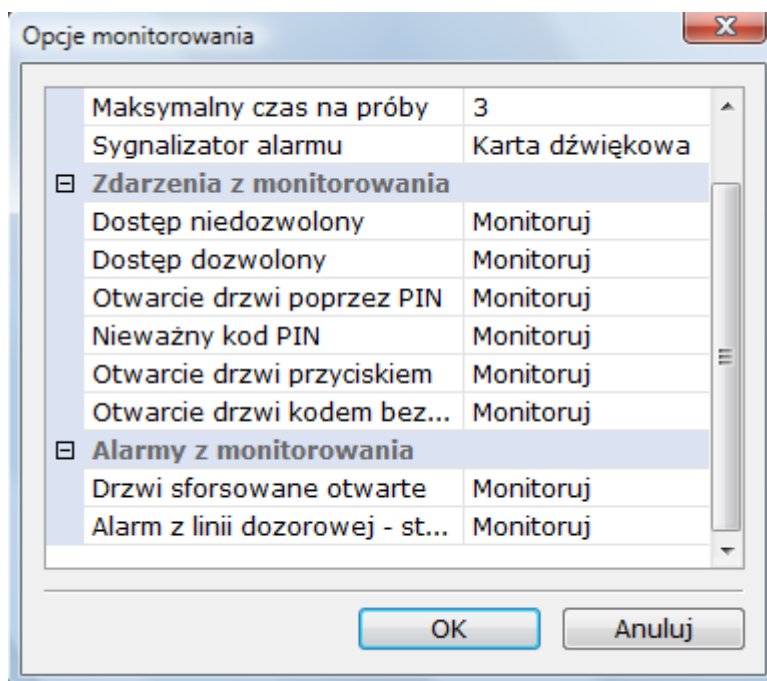 Opcje monitorowania
Maksymalny czas na próby 3
Sygnalizator alarmu Karta dźwiękowa
Zdarzenia z monitorowania
Dostęp niedozwolony Monitoruj
Dostęp dozwolony Monitoruj
Otwarcie drzwi poprzez PIN Monitoruj
Nieważny kod PIN Monitoruj
Otwarcie drzwi przyciskiem Monitoruj
Otwarcie drzwi kodem bez... Monitoruj
Alarmy z monitorowania
Drzwi sforsowane otwarte Monitoruj
Alarm z linii dozorowej - st... Monitoruj
OK Anuluj